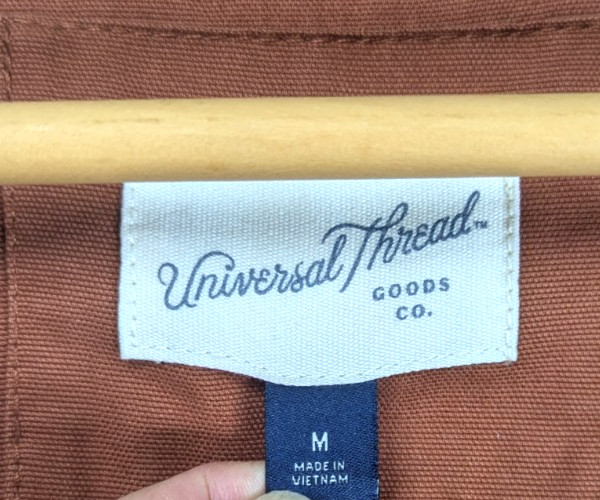 Universal Thread™
GOODS
CO.
M
MADE IN
VIETNAM